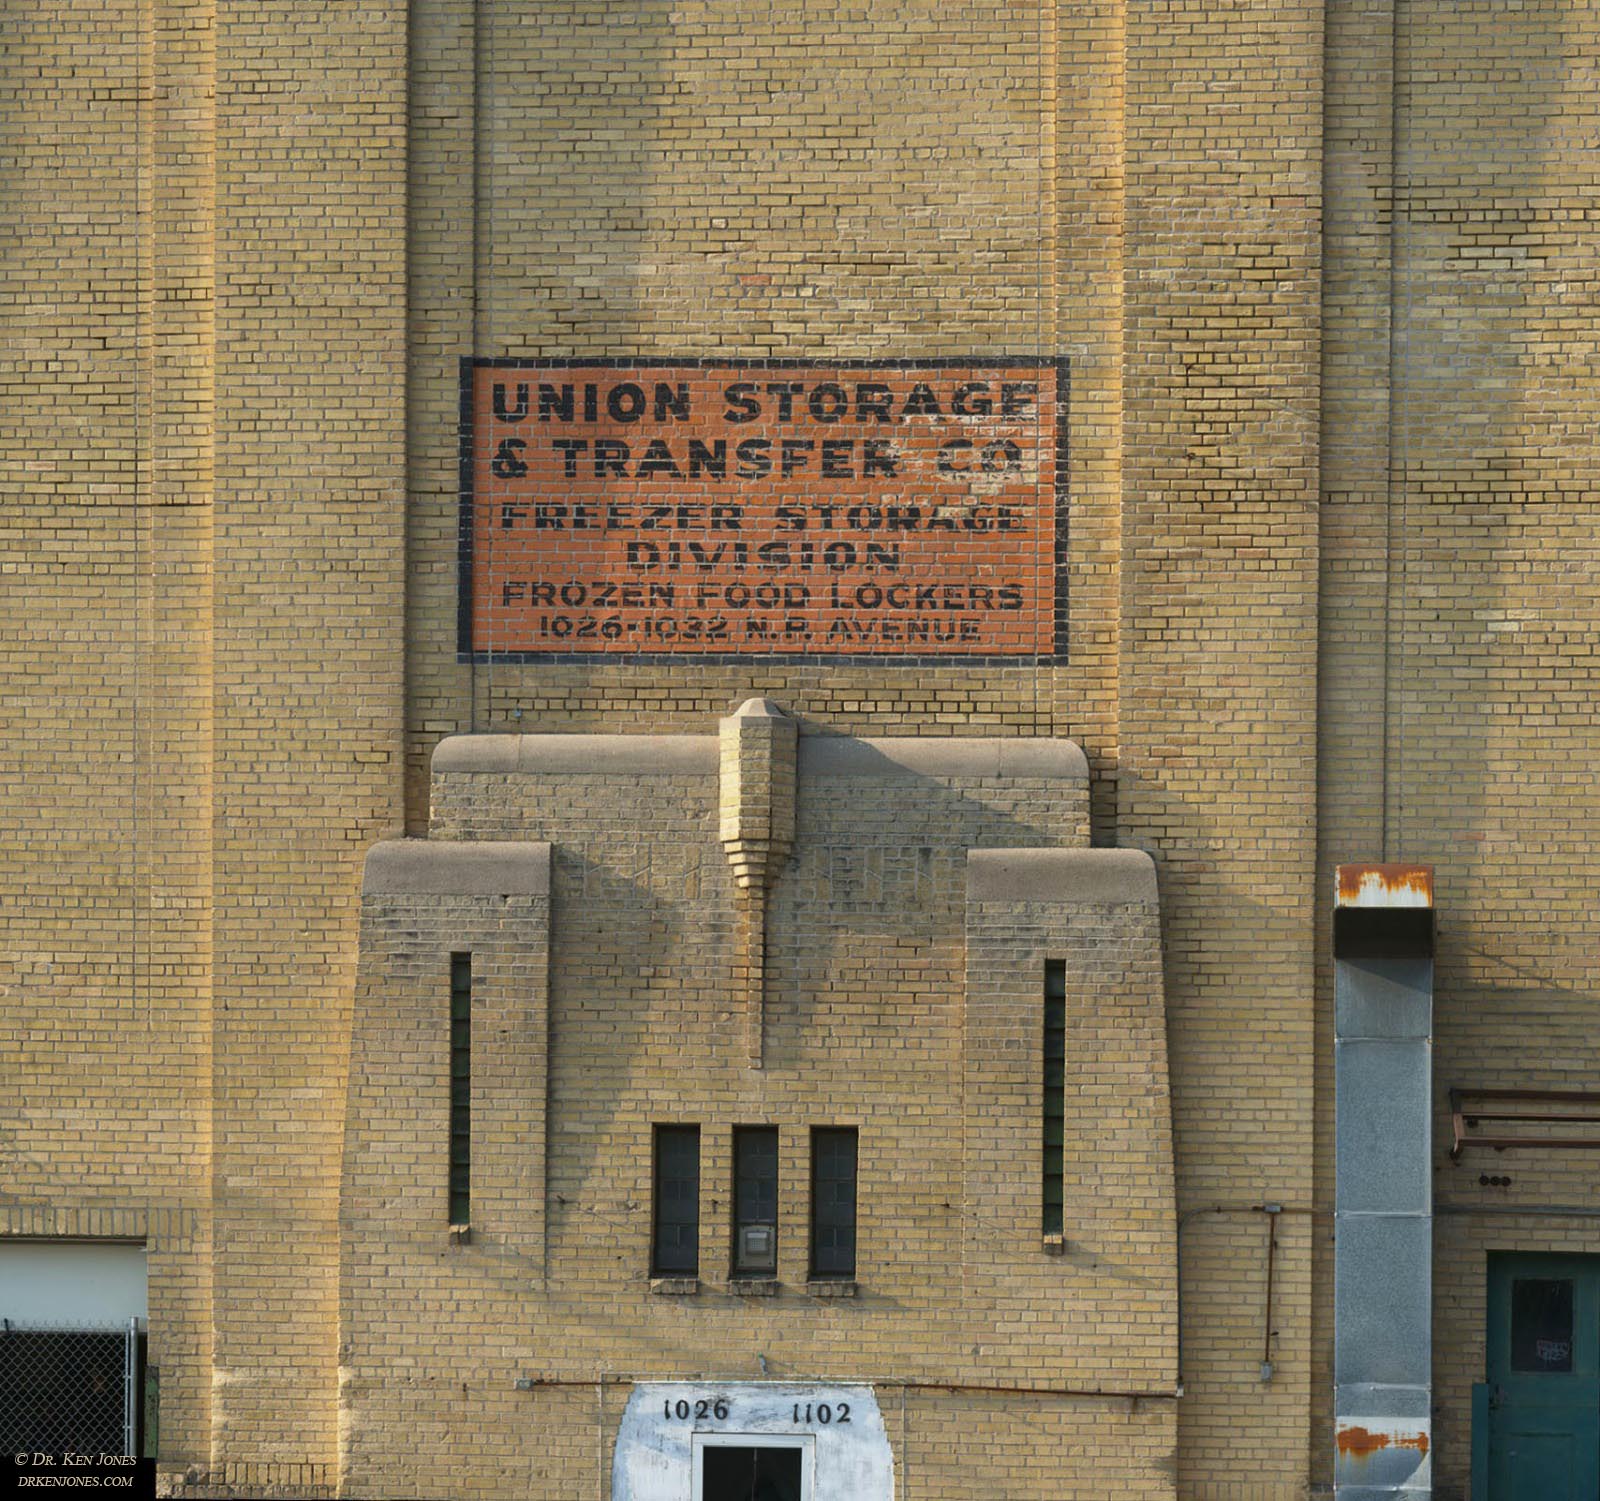 UNION STORAGE
& TRANSFER CO
FREEZER STORAGE
DIVISION
FROZEN FOOD LOCKERS
1026-1032 N.P. AVENUE
1026 1102
© Dr. Ken Jones
drkenjones.com